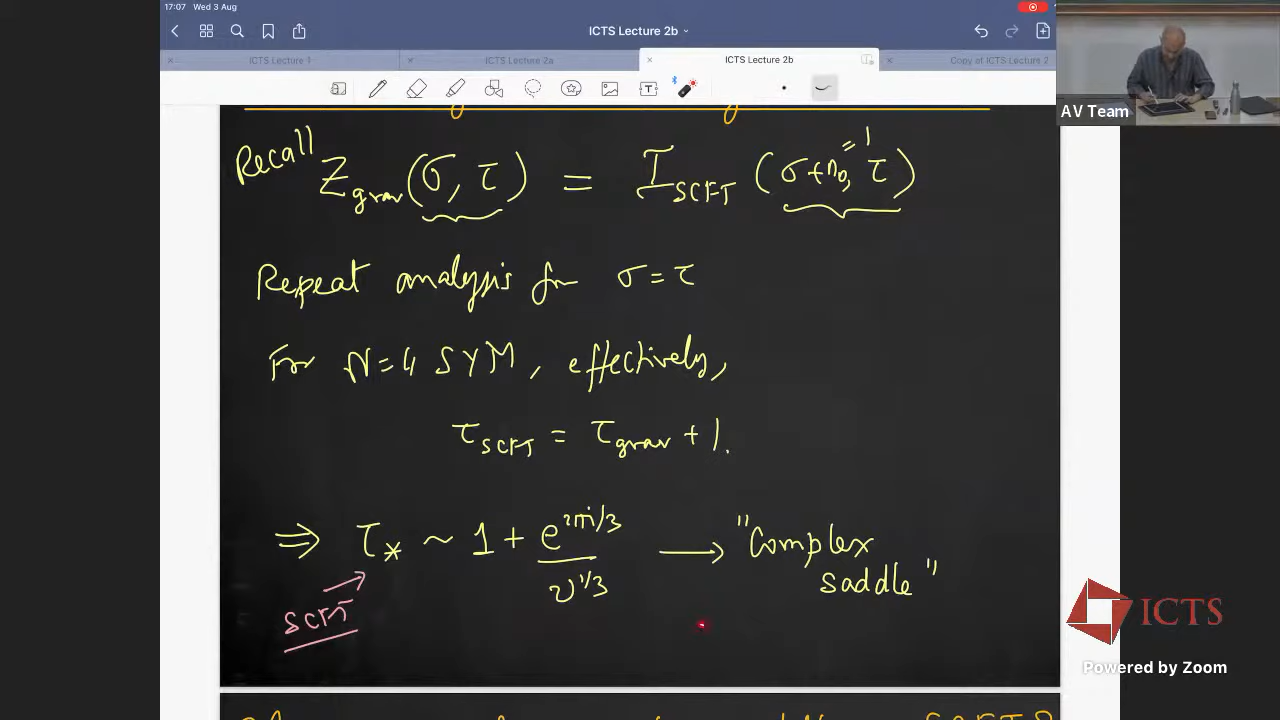 17:07 Wed 3 Aug
ICTS Lecture 2b
ICTS Lecture 1
ICTS Lecture 2a
ICTS Lecture 2b
Copy of ICTS Lecture 2
AV Team
Recall Z_grav (σ, τ) = I_SCFT (σ+n₀, τ)
= 1
Repeat analysis for σ = τ
For N=4 SYM, effectively,
τ_SCFT = τ_grav + 1.
⇒ τ_* ~ 1 + e^{2πi/3} / ν^{1/3} → "Complex saddle"
SCFT
ICTS
Powered by Zoom